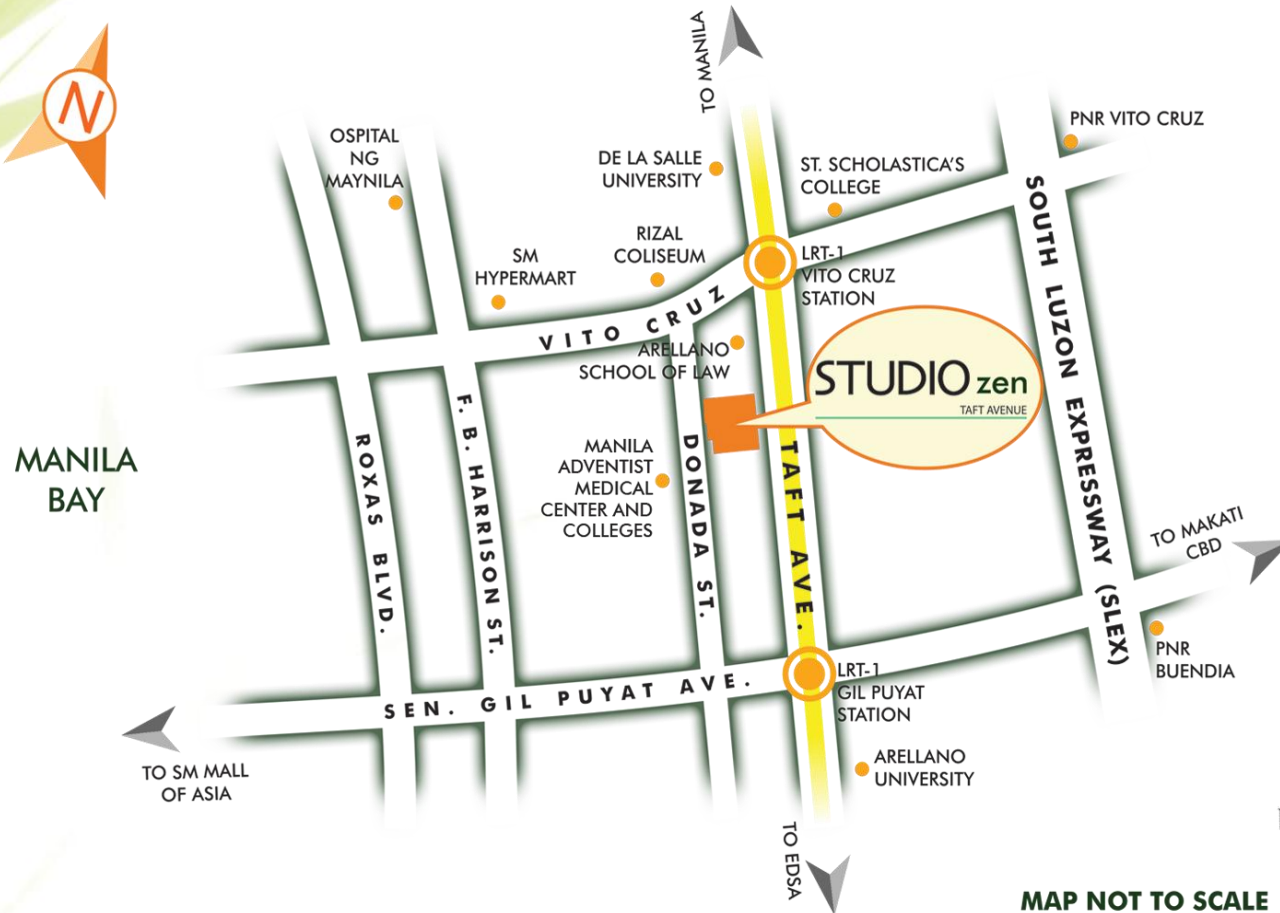 N
TO MANILA
PNR VITO CRUZ
OSPITAL
NG
MAYNILA
DE LA SALLE
UNIVERSITY
ST. SCHOLASTICA'S
COLLEGE
SM
HYPERMART
RIZAL
COLISEUM
LRT-1
VITO CRUZ
STATION
VITO CRUZ
ARELLANO
SCHOOL OF LAW
STUDIO zen
TAFT AVENUE
SOUTH LUZON EXPRESSWAY (SLEX)
MANILA
BAY
ROXAS BLVD.
F. B. HARRISON ST.
MANILA
ADVENTIST
MEDICAL
CENTER AND
COLLEGES
DONADA ST.
TAFT AVE.
TO MAKATI
CBD
PNR
BUENDIA
SEN. GIL PUYAT AVE.
LRT-1
GIL PUYAT
STATION
TO SM MALL
OF ASIA
ARELLANO
UNIVERSITY
TO EDSA
MAP NOT TO SCALE